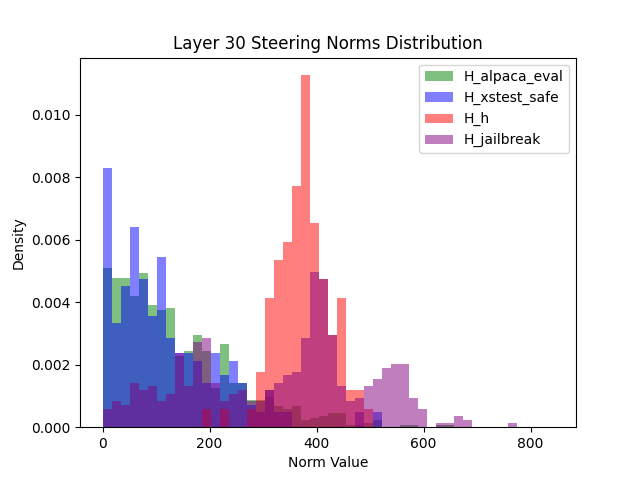 Layer 30 Steering Norms Distribution
H_alpaca_eval
H_xstest_safe
H_h
H_jailbreak
0.010
0.008
0.006
0.004
0.002
0.000
Density
0 200 400 600 800
Norm Value